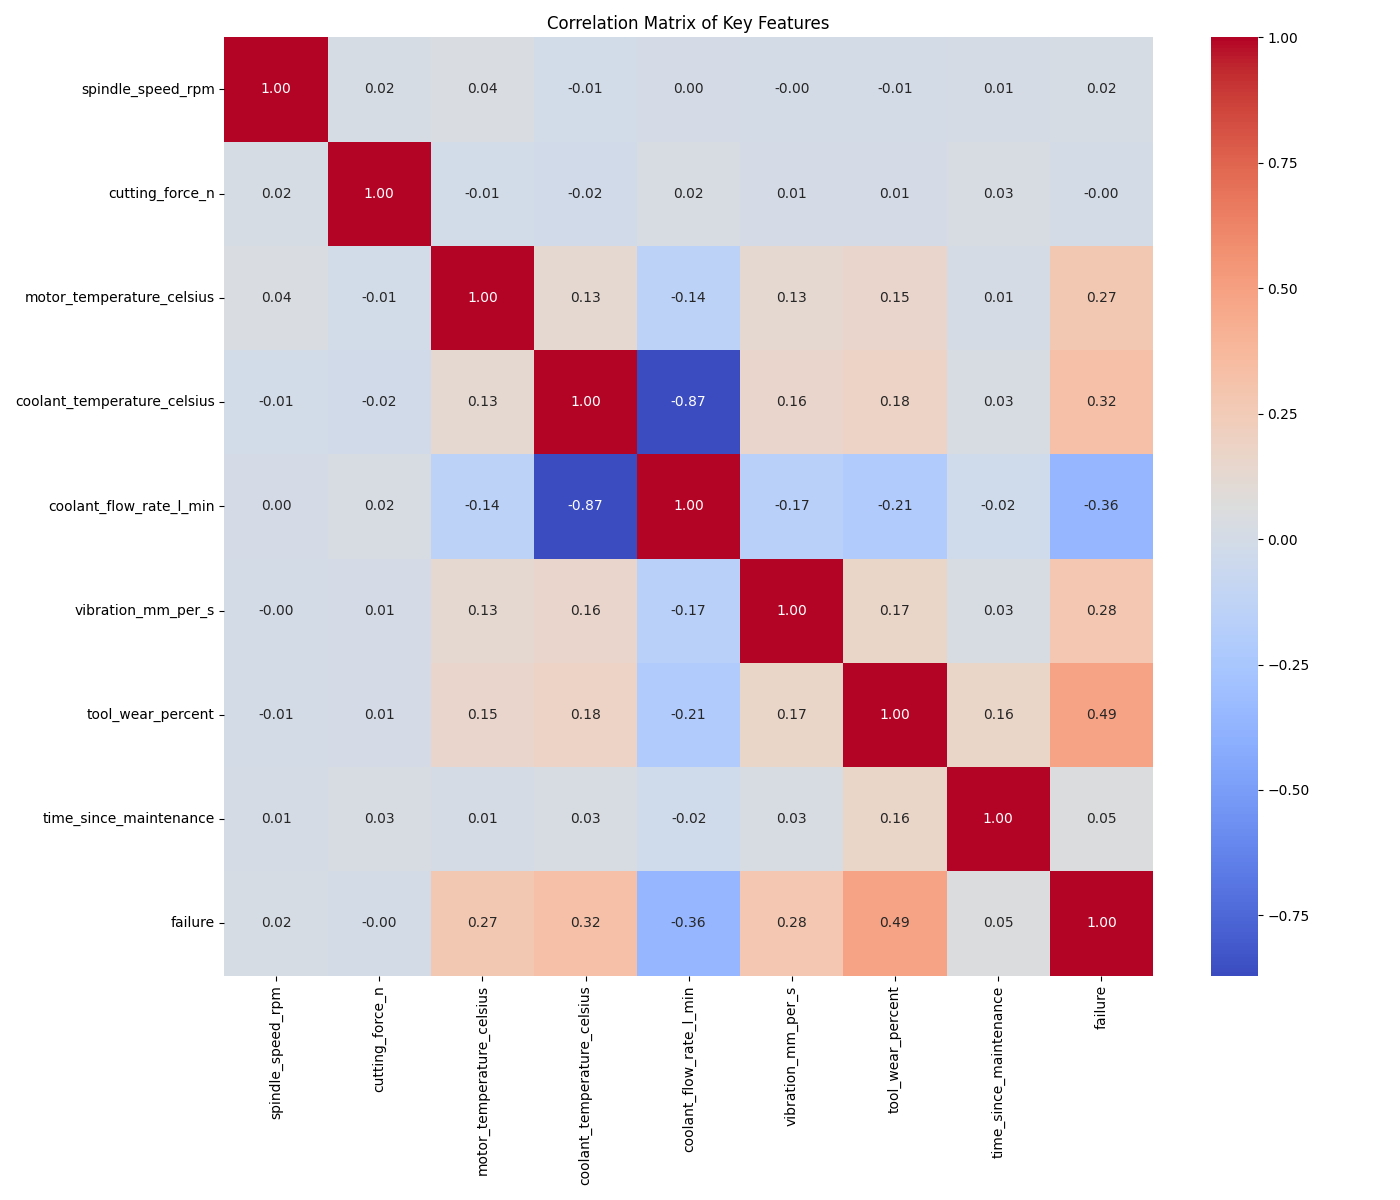 Correlation Matrix of Key Features
spindle_speed_rpm 1.00 0.02 0.04 -0.01 0.00 -0.00 -0.01 0.01 0.02
cutting_force_n 0.02 1.00 -0.01 -0.02 0.02 0.01 0.01 0.03 -0.00
motor_temperature_celsius 0.04 -0.01 1.00 0.13 -0.14 0.13 0.15 0.01 0.27
coolant_temperature_celsius -0.01 -0.02 0.13 1.00 -0.87 0.16 0.18 0.03 0.32
coolant_flow_rate_l_min 0.00 0.02 -0.14 -0.87 1.00 -0.17 -0.21 -0.02 -0.36
vibration_mm_per_s -0.00 0.01 0.13 0.16 -0.17 1.00 0.17 0.03 0.28
tool_wear_percent -0.01 0.01 0.15 0.18 -0.21 0.17 1.00 0.16 0.49
time_since_maintenance 0.01 0.03 0.01 0.03 -0.02 0.03 0.16 1.00 0.05
failure 0.02 -0.00 0.27 0.32 -0.36 0.28 0.49 0.05 1.00
spindle_speed_rpm
cutting_force_n
motor_temperature_celsius
coolant_temperature_celsius
coolant_flow_rate_l_min
vibration_mm_per_s
tool_wear_percent
time_since_maintenance
failure
1.00
0.75
0.50
0.25
0.00
−0.25
−0.50
−0.75